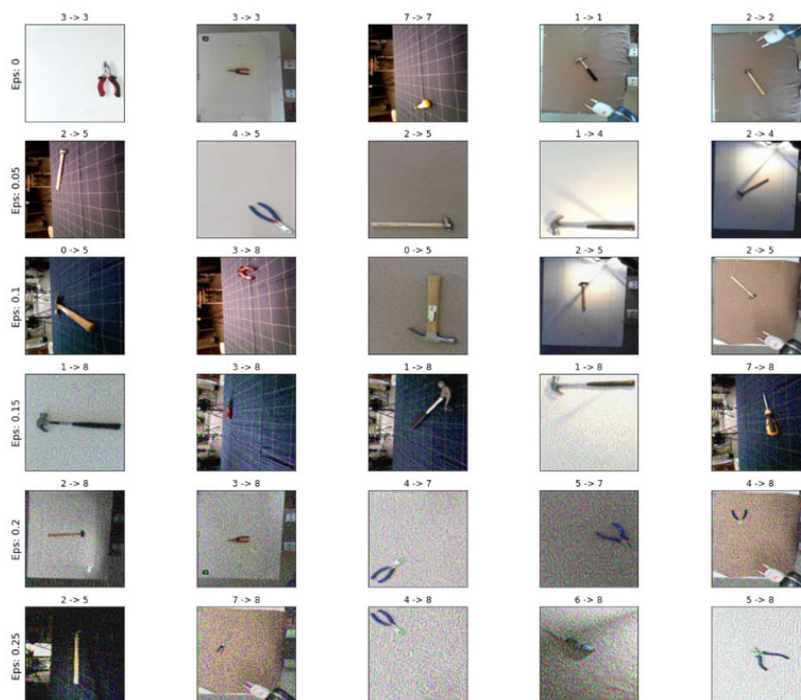 3 -> 3 3 -> 3 7 -> 7 1 -> 1 2 -> 2
Eps: 0
2 -> 5 4 -> 5 2 -> 5 1 -> 4 2 -> 4
Eps: 0.05
0 -> 5 3 -> 8 0 -> 5 2 -> 5 2 -> 5
Eps: 0.1
1 -> 8 3 -> 8 1 -> 8 1 -> 8 7 -> 8
Eps: 0.15
2 -> 8 3 -> 8 4 -> 7 5 -> 7 4 -> 8
Eps: 0.2
2 -> 5 7 -> 8 4 -> 8 6 -> 8 5 -> 8
Eps: 0.25